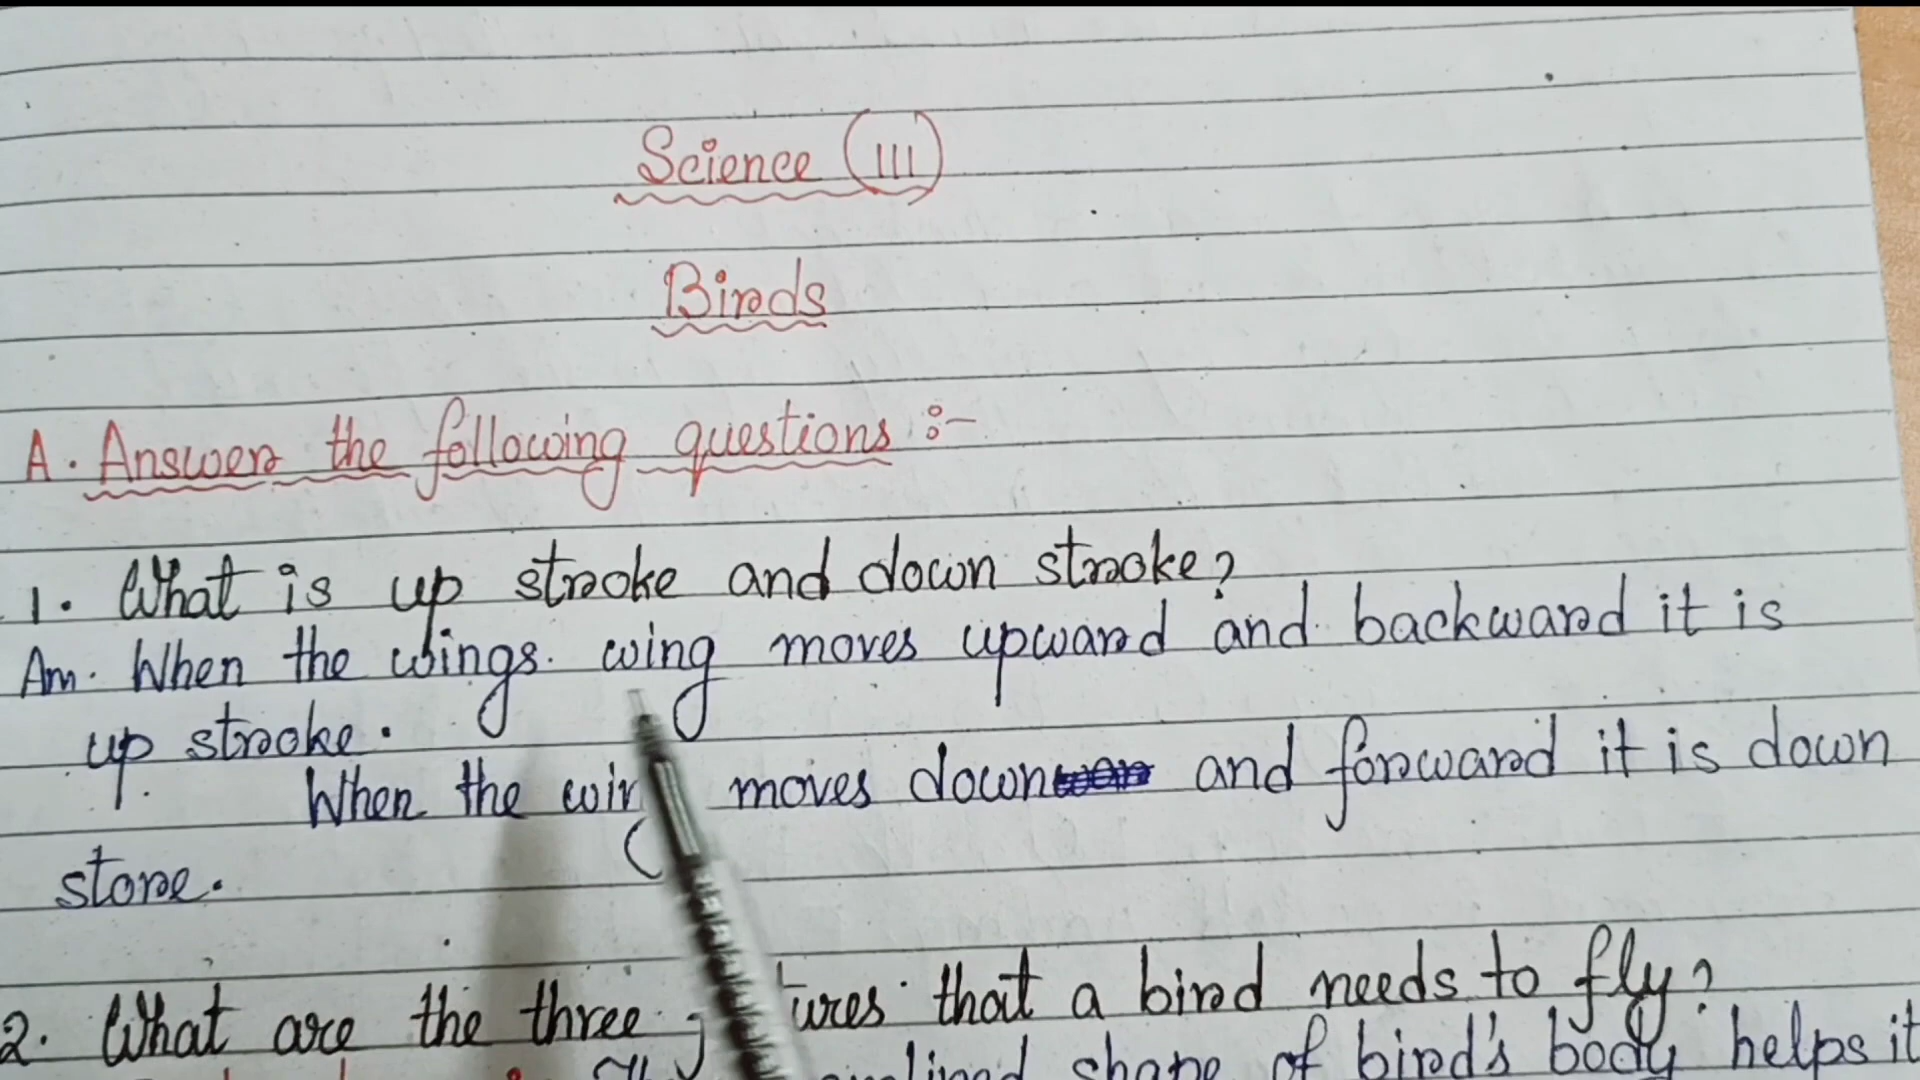 Science (III)
Birds
A. Answer the following questions :-
1. What is up stroke and down stroke?
Am. When the wings. wing moves upward and backward it is
up stroke.
When the moves down and forward it is down
store.
2. What are the three that a bird needs to fly?
shape of bird's body helps it